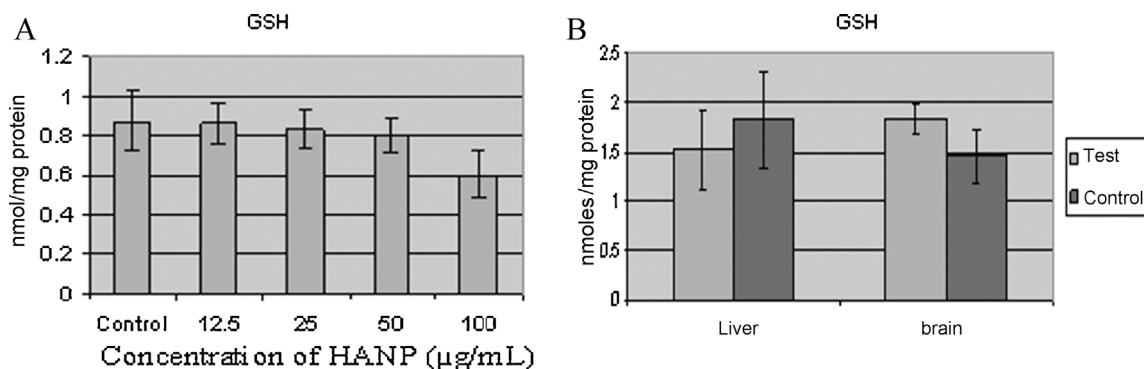 A
GSH
nmol/mg protein
1.2
1
0.8
0.6
0.4
0.2
0
Control 12.5 25 50 100
Concentration of HANP (μg/mL)
B
GSH
nmoles/mg protein
2.5
2
1.5
1
0.5
0
Liver brain
Test
Control